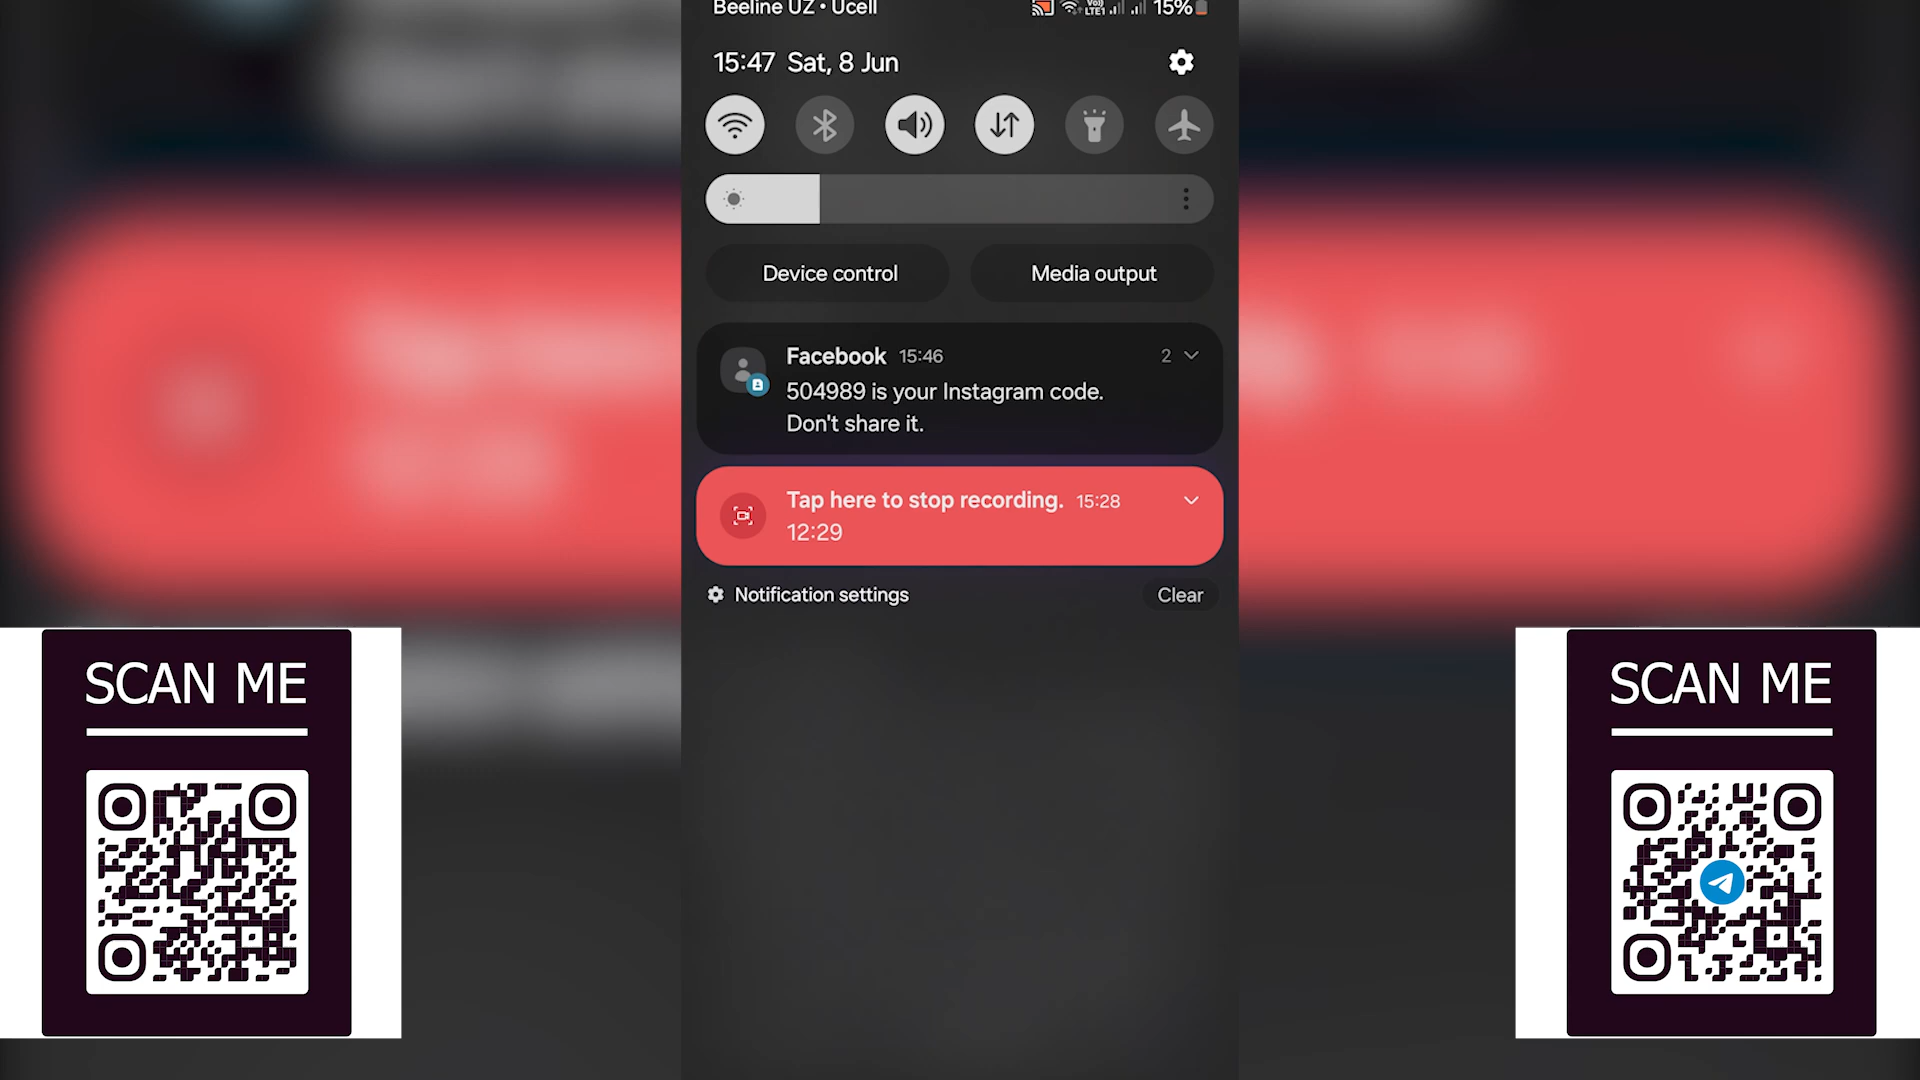 Beeline UZ • Ucell
Vo)) LTE1 15%
15:47 Sat, 8 Jun
Device control
Media output
Facebook 15:46 2
504989 is your Instagram code.
Don't share it.
Tap here to stop recording. 15:28
12:29
Notification settings
Clear
SCAN ME
SCAN ME